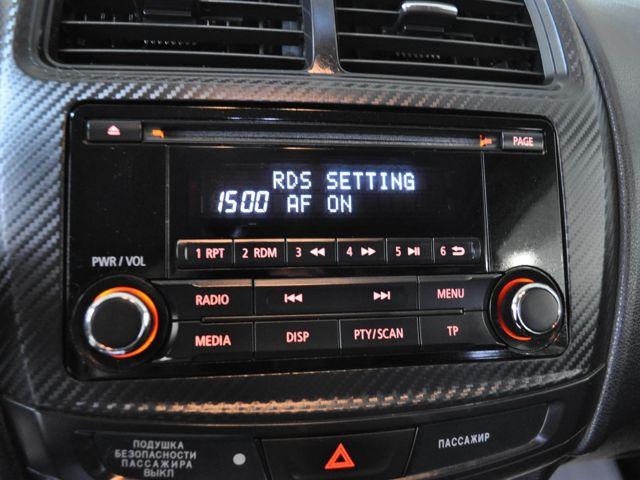 PAGE
RDS SETTING
1500 AF ON
PWR / VOL
1 RPT 2 RDM 3 4 5 6
RADIO MENU
MEDIA DISP PTY/SCAN TP
ПОДУШКА
БЕЗОПАСНОСТИ
ПАССАЖИРА
ВЫКЛ
ПАССАЖИР